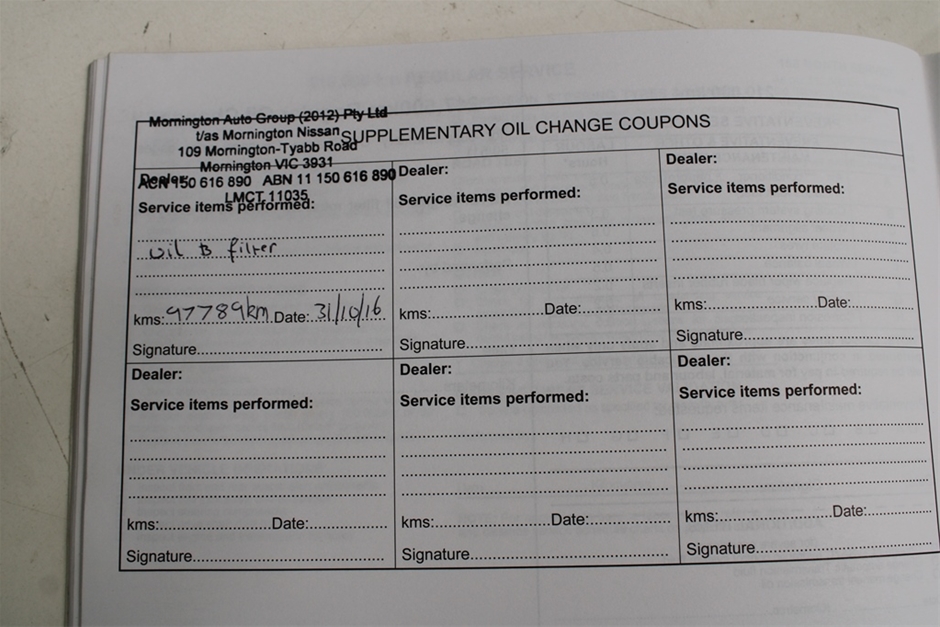 Mornington Auto Group (2012) Pty Ltd
t/as Mornington Nissan
SUPPLEMENTARY OIL CHANGE COUPONS
109 Mornington-Tyabb Road
Mornington VIC 3931
Dealer:
ACN 150 616 890 ABN 11 150 616 890
LMCT 11035
Service items performed:
oil & filter
kms: 97789km Date: 31/10/16
Signature
Dealer:
Service items performed:
kms: Date:
Signature
Dealer:
Service items performed:
kms: Date:
Signature
Dealer:
Service items performed:
kms: Date:
Signature
Dealer:
Service items performed:
kms: Date:
Signature
Dealer:
Service items performed:
kms: Date:
Signature